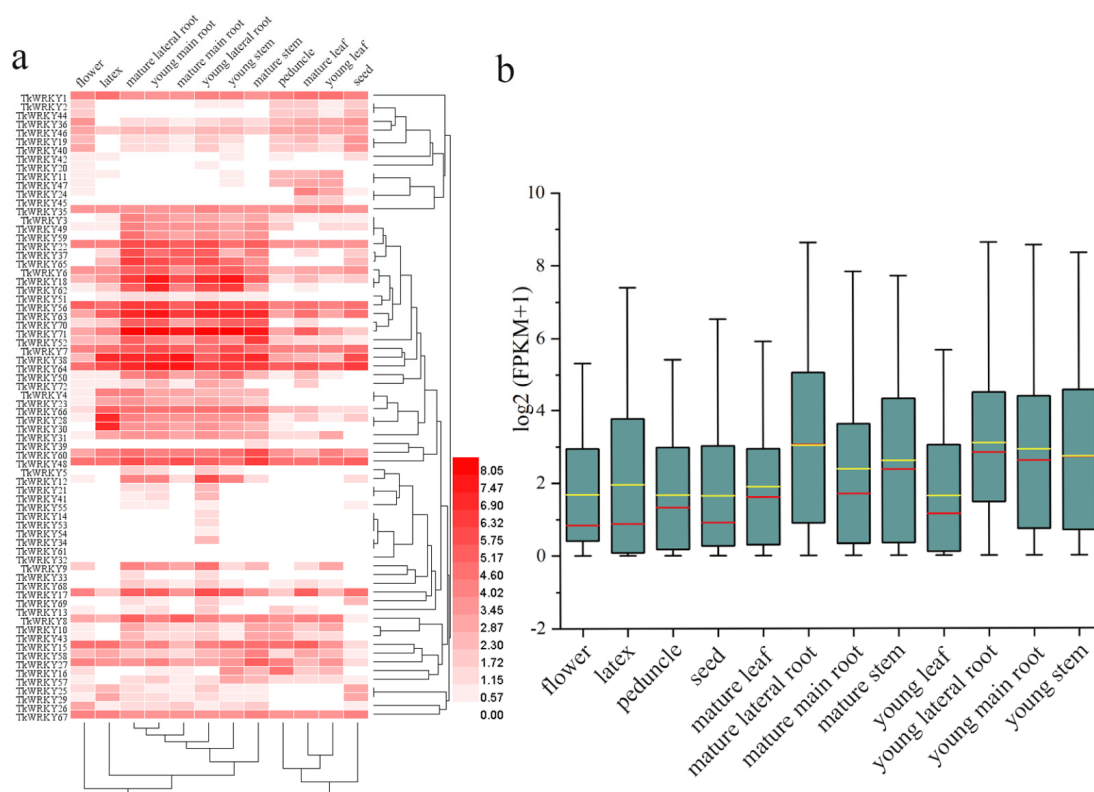 a
flower
latex
mature lateral root
young main root
mature main root
young lateral root
young stem
mature stem
peduncle
mature leaf
young leaf
seed
TkWRKY1
TkWRKY2
TkWRKY44
TkWRKY36
TkWRKY46
TkWRKY19
TkWRKY40
TkWRKY42
TkWRKY20
TkWRKY11
TkWRKY47
TkWRKY24
TkWRKY45
TkWRKY35
TkWRKY3
TkWRKY49
TkWRKY59
TkWRKY22
TkWRKY37
TkWRKY65
TkWRKY6
TkWRKY18
TkWRKY62
TkWRKY51
TkWRKY56
TkWRKY63
TkWRKY70
TkWRKY71
TkWRKY52
TkWRKY7
TkWRKY38
TkWRKY64
TkWRKY50
TkWRKY72
TkWRKY4
TkWRKY23
TkWRKY66
TkWRKY28
TkWRKY30
TkWRKY31
TkWRKY39
TkWRKY60
TkWRKY48
TkWRKY5
TkWRKY12
TkWRKY21
TkWRKY41
TkWRKY55
TkWRKY14
TkWRKY53
TkWRKY54
TkWRKY34
TkWRKY61
TkWRKY32
TkWRKY9
TkWRKY33
TkWRKY68
TkWRKY17
TkWRKY69
TkWRKY13
TkWRKY8
TkWRKY10
TkWRKY43
TkWRKY15
TkWRKY58
TkWRKY27
TkWRKY16
TkWRKY57
TkWRKY25
TkWRKY29
TkWRKY26
TkWRKY67
8.05
7.47
6.90
6.32
5.75
5.17
4.60
4.02
3.45
2.87
2.30
1.72
1.15
0.57
0.00
b
log2 (FPKM+1)
10
8
6
4
2
0
-2
flower
latex
peduncle
seed
mature leaf
mature lateral root
mature main root
mature stem
young leaf
young lateral root
young main root
young stem